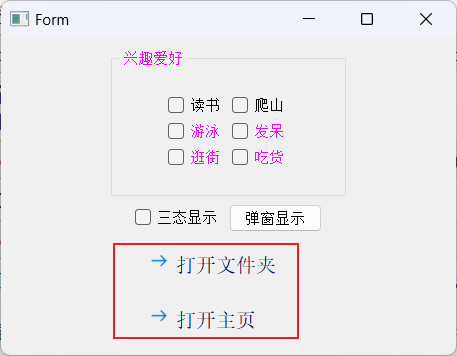 Form
兴趣爱好
读书 爬山
游泳 发呆
逛街 吃货
三态显示 弹窗显示
打开文件夹
打开主页